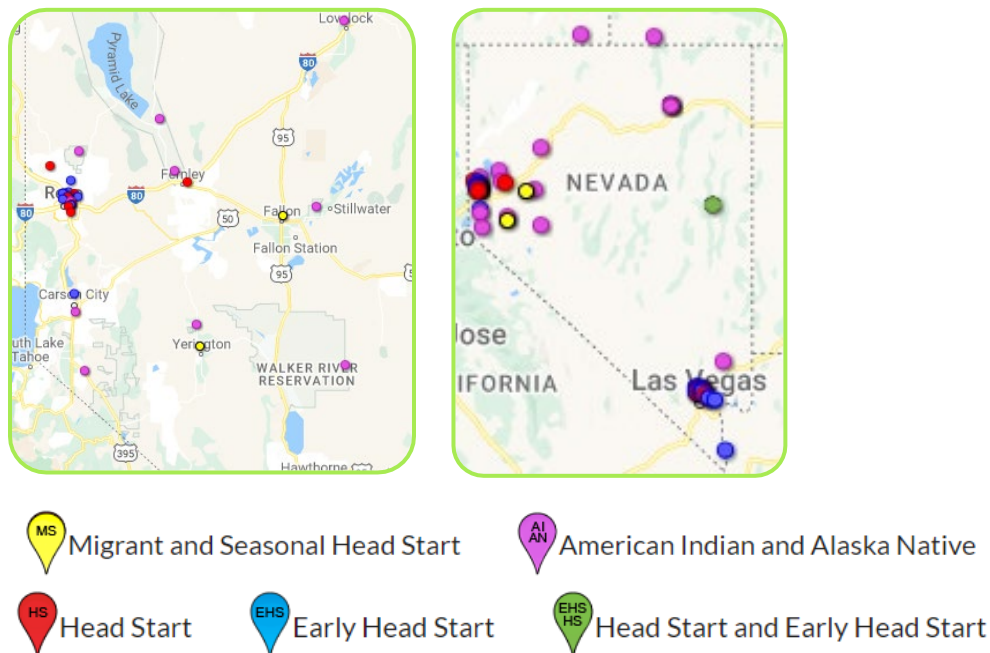 Lovelock
80
Pyramid Lake
95
Fernley
80
80
50
Fallon
Stillwater
Fallon Station
95
Carson City
uth Lake
Tahoe
Yerington
WALKER RIVER
RESERVATION
395
Hawthorne
NEVADA
to
Jose
IFORNIA
Las Vegas
MS Migrant and Seasonal Head Start
AI AN American Indian and Alaska Native
HS Head Start
EHS Early Head Start
EHS HS Head Start and Early Head Start